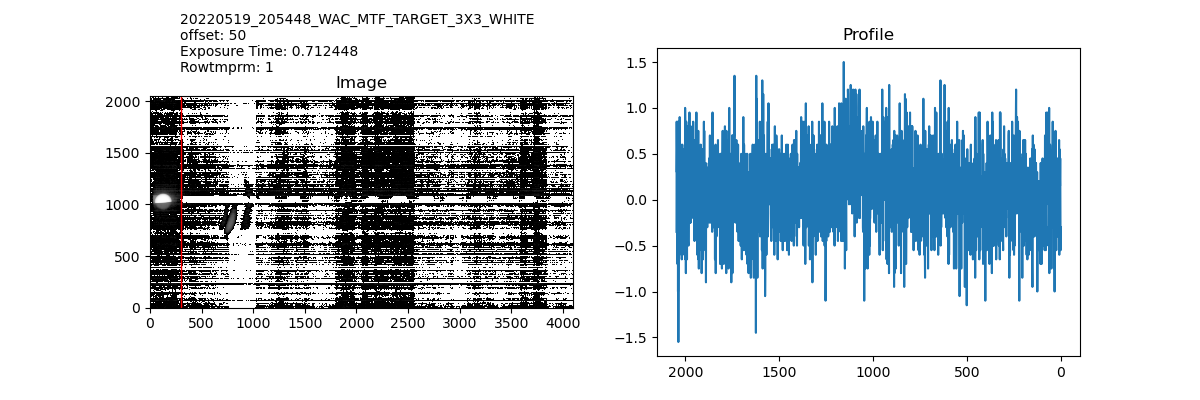 20220519_205448_WAC_MTF_TARGET_3X3_WHITE
offset: 50
Exposure Time: 0.712448
Rowtmprm: 1
Image
2000
1500
1000
500
0
0 500 1000 1500 2000 2500 3000 3500 4000
Profile
1.5
1.0
0.5
0.0
−0.5
−1.0
−1.5
2000 1500 1000 500 0